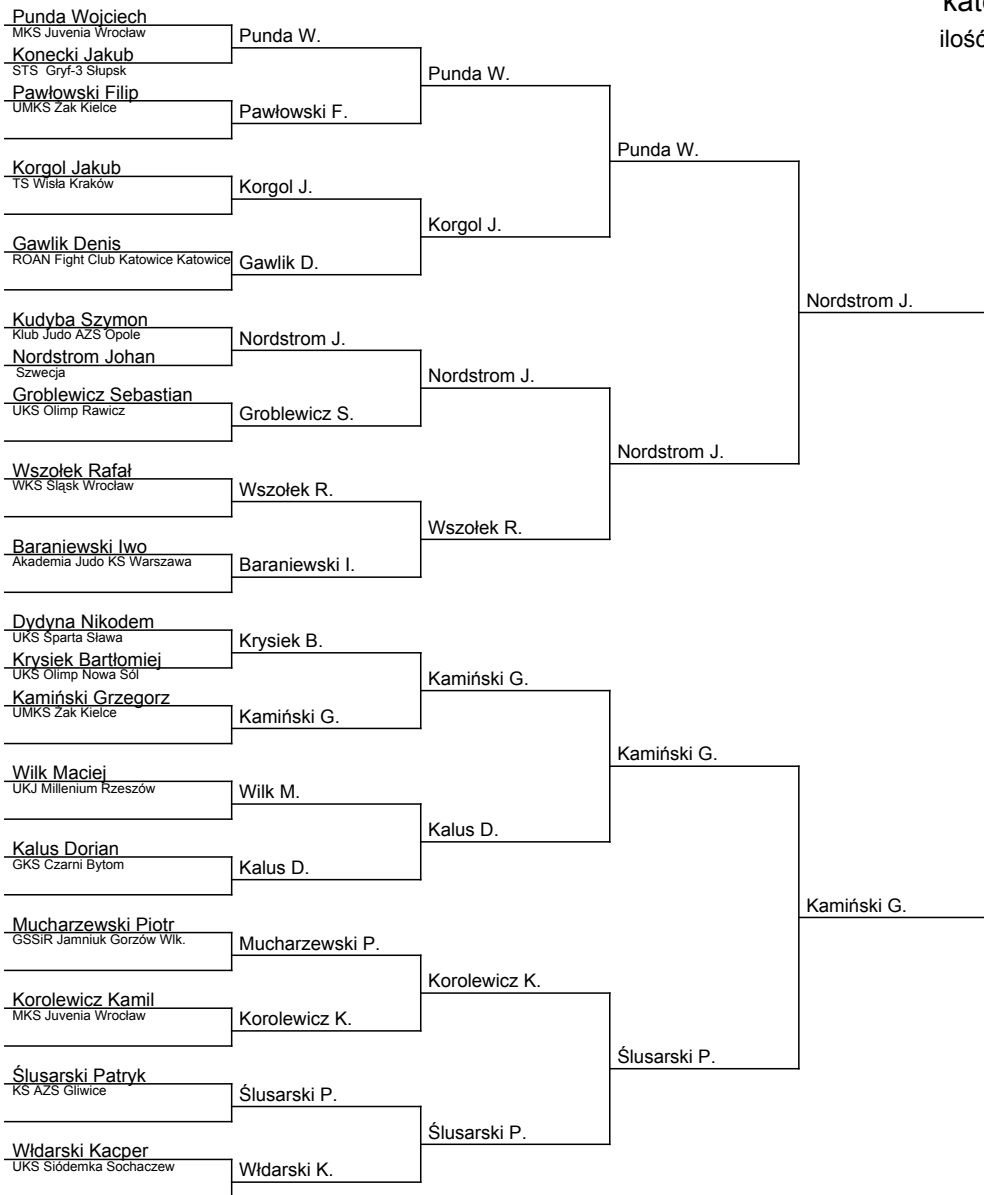 kate
ilość
Punda Wojciech
MKS Juvenia Wrocław
Konecki Jakub
STS Gryf-3 Słupsk
Pawłowski Filip
UMKS Żak Kielce
Korgol Jakub
TS Wisła Kraków
Gawlik Denis
ROAN Fight Club Katowice Katowice
Kudyba Szymon
Klub Judo AZS Opole
Nordstrom Johan
Szwecja
Groblewicz Sebastian
UKS Olimp Rawicz
Wszołek Rafał
WKS Śląsk Wrocław
Baraniewski Iwo
Akademia Judo KS Warszawa
Dydyna Nikodem
UKS Sparta Sława
Krysiek Bartłomiej
UKS Olimp Nowa Sól
Kamiński Grzegorz
UMKS Żak Kielce
Wilk Maciej
UKJ Millenium Rzeszów
Kalus Dorian
GKS Czarni Bytom
Mucharzewski Piotr
GSSiR Jamniuk Gorzów Wlk.
Korolewicz Kamil
MKS Juvenia Wrocław
Ślusarski Patryk
KS AZS Gliwice
Włdarski Kacper
UKS Siódemka Sochaczew
Punda W.
Pawłowski F.
Korgol J.
Gawlik D.
Nordstrom J.
Groblewicz S.
Wszołek R.
Baraniewski I.
Krysiek B.
Kamiński G.
Wilk M.
Kalus D.
Mucharzewski P.
Korolewicz K.
Ślusarski P.
Włdarski K.
Punda W.
Korgol J.
Nordstrom J.
Wszołek R.
Kamiński G.
Kalus D.
Korolewicz K.
Ślusarski P.
Punda W.
Nordstrom J.
Kamiński G.
Ślusarski P.
Nordstrom J.
Kamiński G.